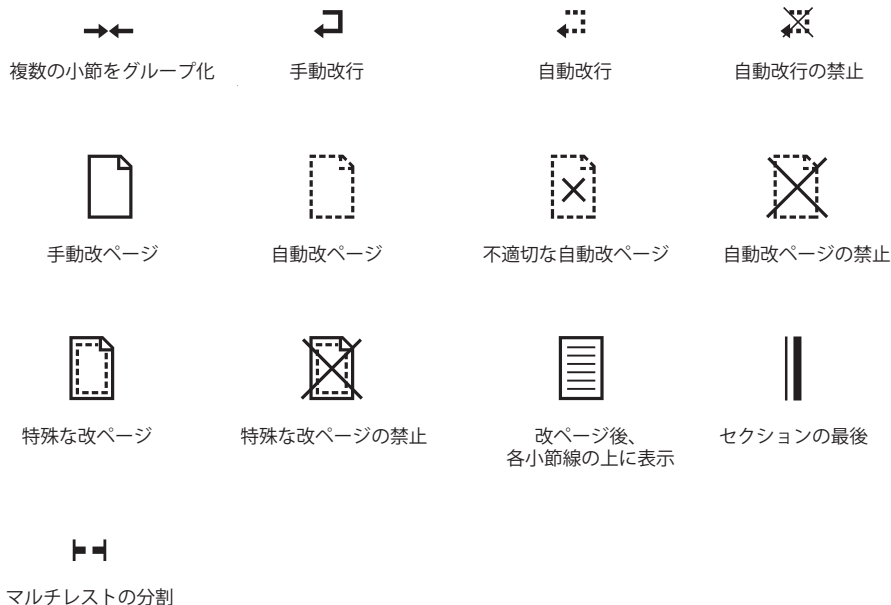 複数の小節をグループ化
手動改行
自動改行
自動改行の禁止
手動改ページ
自動改ページ
不適切な自動改ページ
自動改ページの禁止
特殊な改ページ
特殊な改ページの禁止
改ページ後、
各小節線の上に表示
セクションの最後
マルチレストの分割